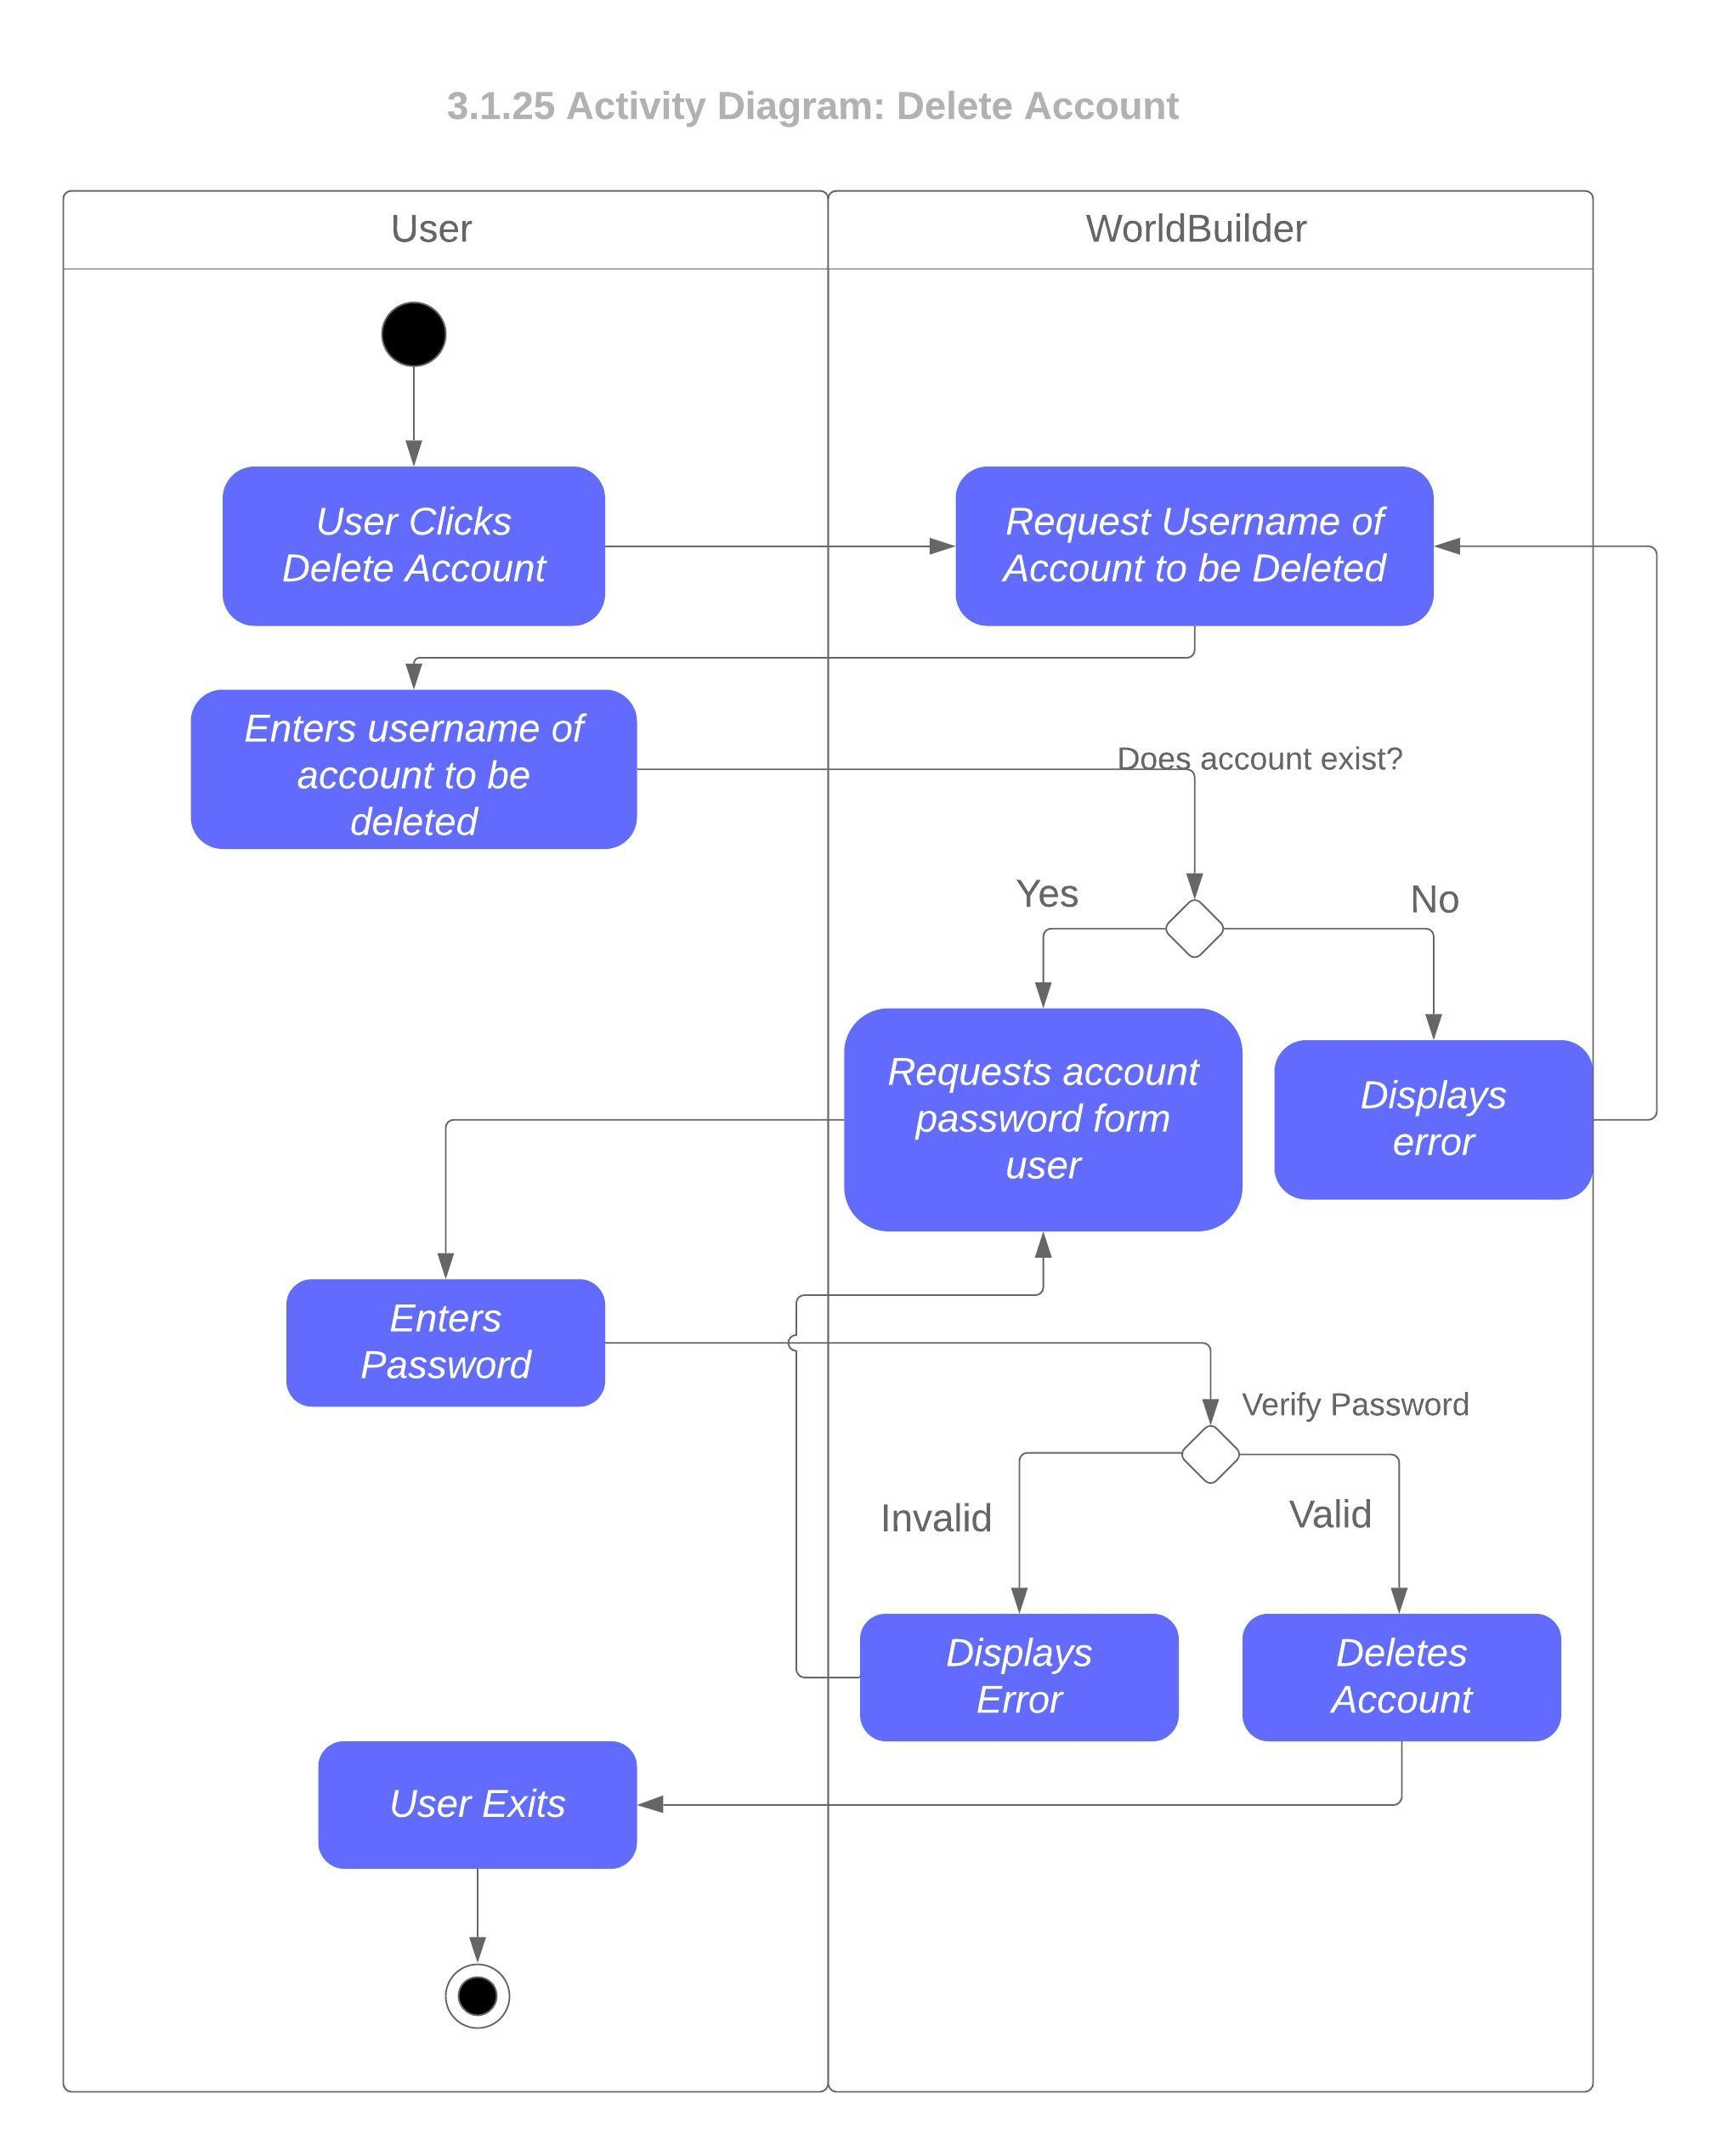 3.1.25 Activity Diagram: Delete Account
User
WorldBuilder
User Clicks
Delete Account
Request Username of
Account to be Deleted
Enters username of
account to be
deleted
Does account exist?
Yes
No
Requests account
password form
user
Displays
error
Enters
Password
Verify Password
Invalid
Valid
Displays
Error
Deletes
Account
User Exits